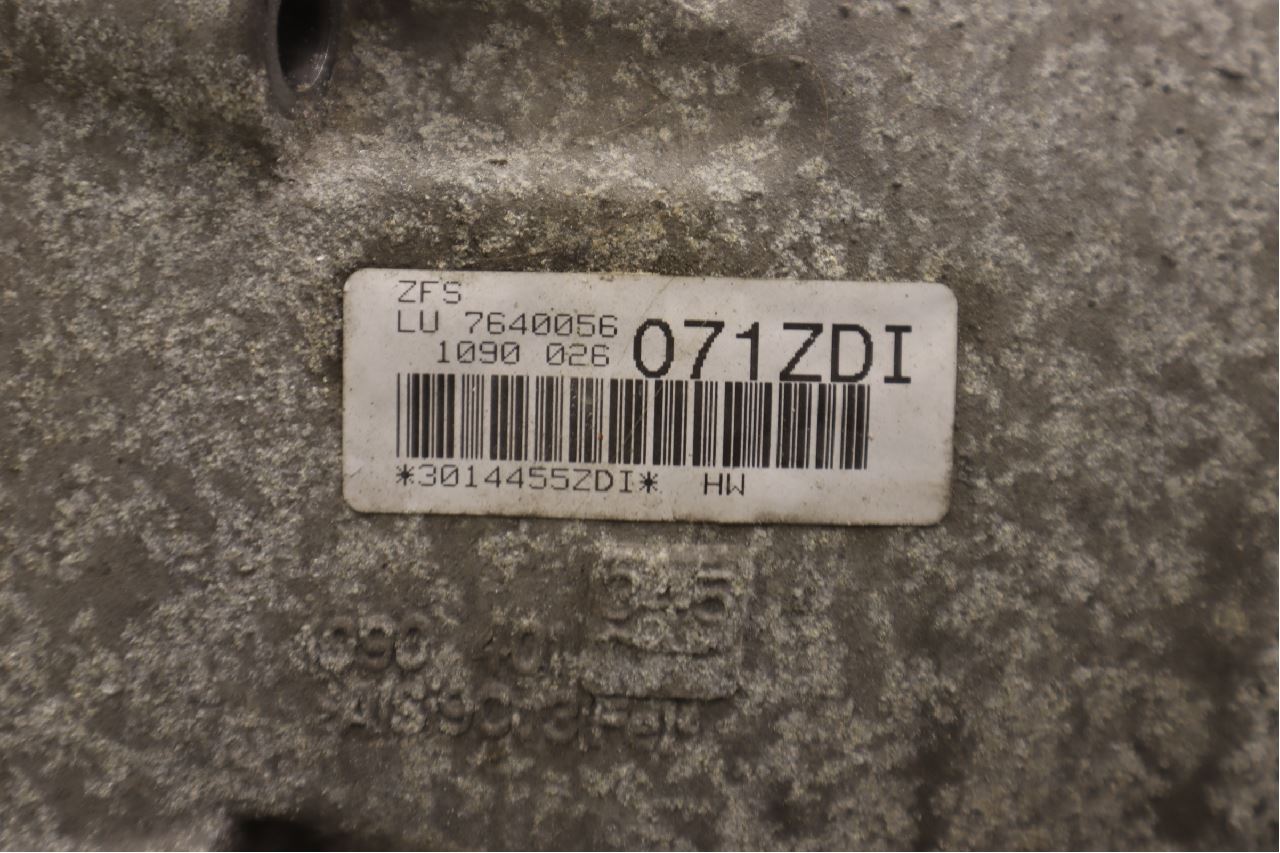 ZFS
LU 7640056
1090 026 071ZDI
*3014455ZDI* HW